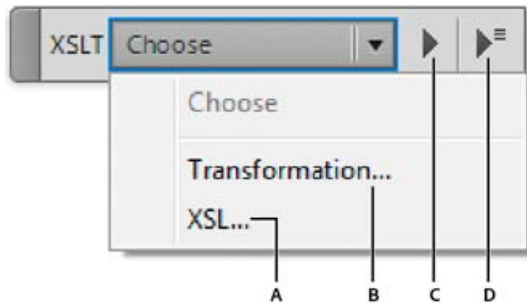 XSLT Choose
Choose
Transformation...
XSL...
A B C D